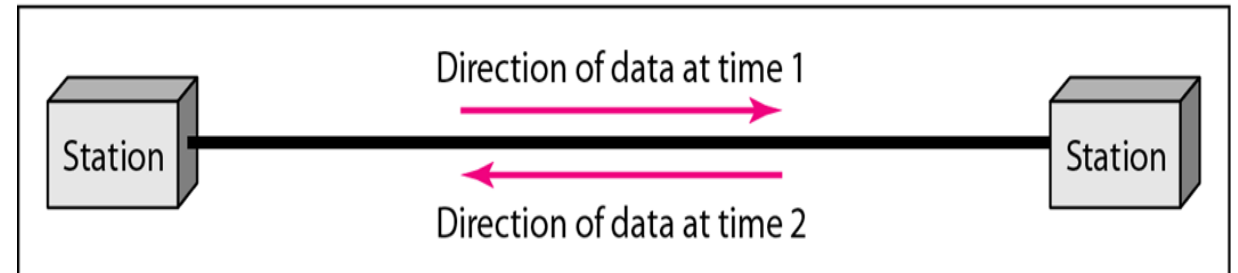 Direction of data at time 1
Station
Station
Direction of data at time 2